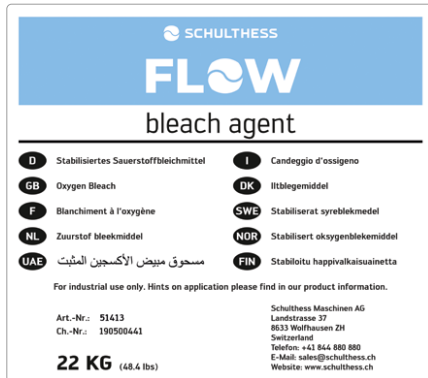 SCHULTHESS
FLOW
bleach agent
D Stabilisiertes Sauerstoffbleichmittel
I Candeggio d'ossigeno
GB Oxygen Bleach
DK Iltblegemiddel
F Blanchiment à l'oxygène
SWE Stabiliserat syreblekmedel
NL Zuurstof bleekmiddel
NOR Stabilisert oksygenblekemiddel
UAE مسحوق مبيض الأكسجين المثبت
FIN Stabiloitu happivalkaisuainetta
For industrial use only. Hints on application please find in our product information.
Art.-Nr.: 51413
Ch.-Nr.: 190500441
22 KG (48.4 lbs)
Schulthess Maschinen AG
Landstrasse 37
8633 Wolfhausen ZH
Switzerland
Telefon: +41 844 880 880
E-Mail: sales@schulthess.ch
Website: www.schulthess.ch